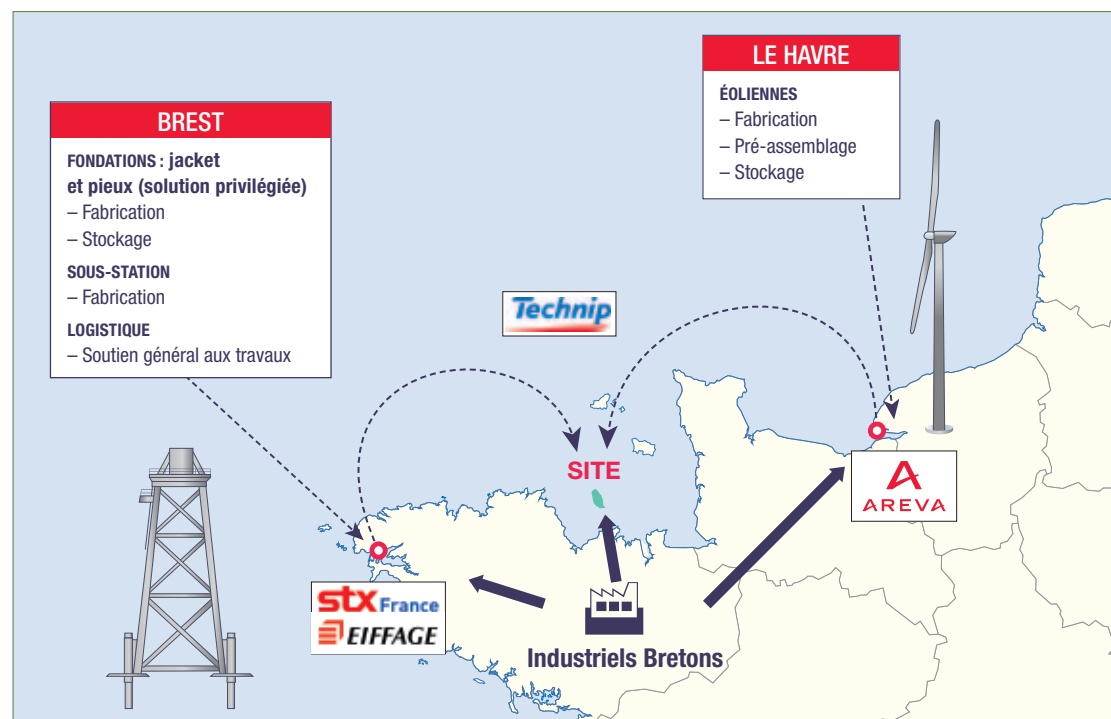 BREST
FONDATIONS : jacket
et pieux (solution privilégiée)
– Fabrication
– Stockage
SOUS-STATION
– Fabrication
LOGISTIQUE
– Soutien général aux travaux
LE HAVRE
ÉOLIENNES
– Fabrication
– Pré-assemblage
– Stockage
Technip
SITE
AREVA
stx France
EIFFAGE
Industriels Bretons